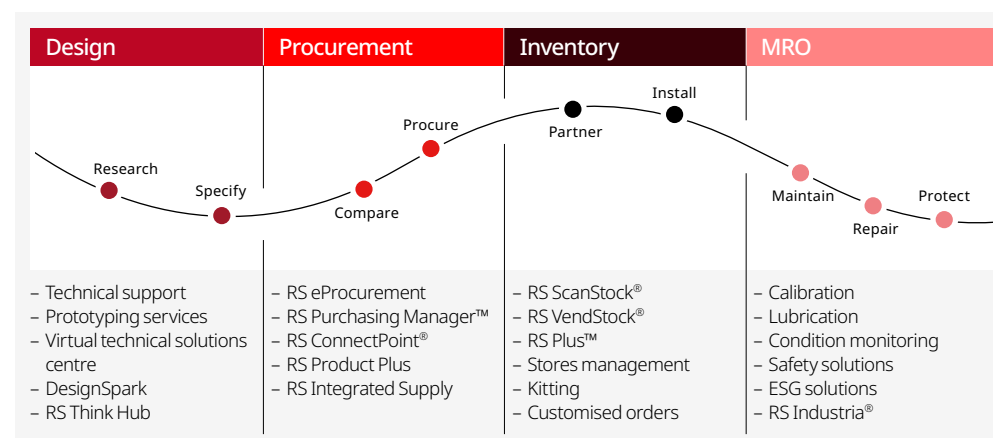 Design
Procurement
Inventory
MRO
Research
Specify
Compare
Procure
Partner
Install
Maintain
Repair
Protect
– Technical support
– Prototyping services
– Virtual technical solutions
centre
– DesignSpark
– RS Think Hub
– RS eProcurement
– RS Purchasing Manager™
– RS ConnectPoint®
– RS Product Plus
– RS Integrated Supply
– RS ScanStock®
– RS VendStock®
– RS Plus™
– Stores management
– Kitting
– Customised orders
– Calibration
– Lubrication
– Condition monitoring
– Safety solutions
– ESG solutions
– RS Industria®